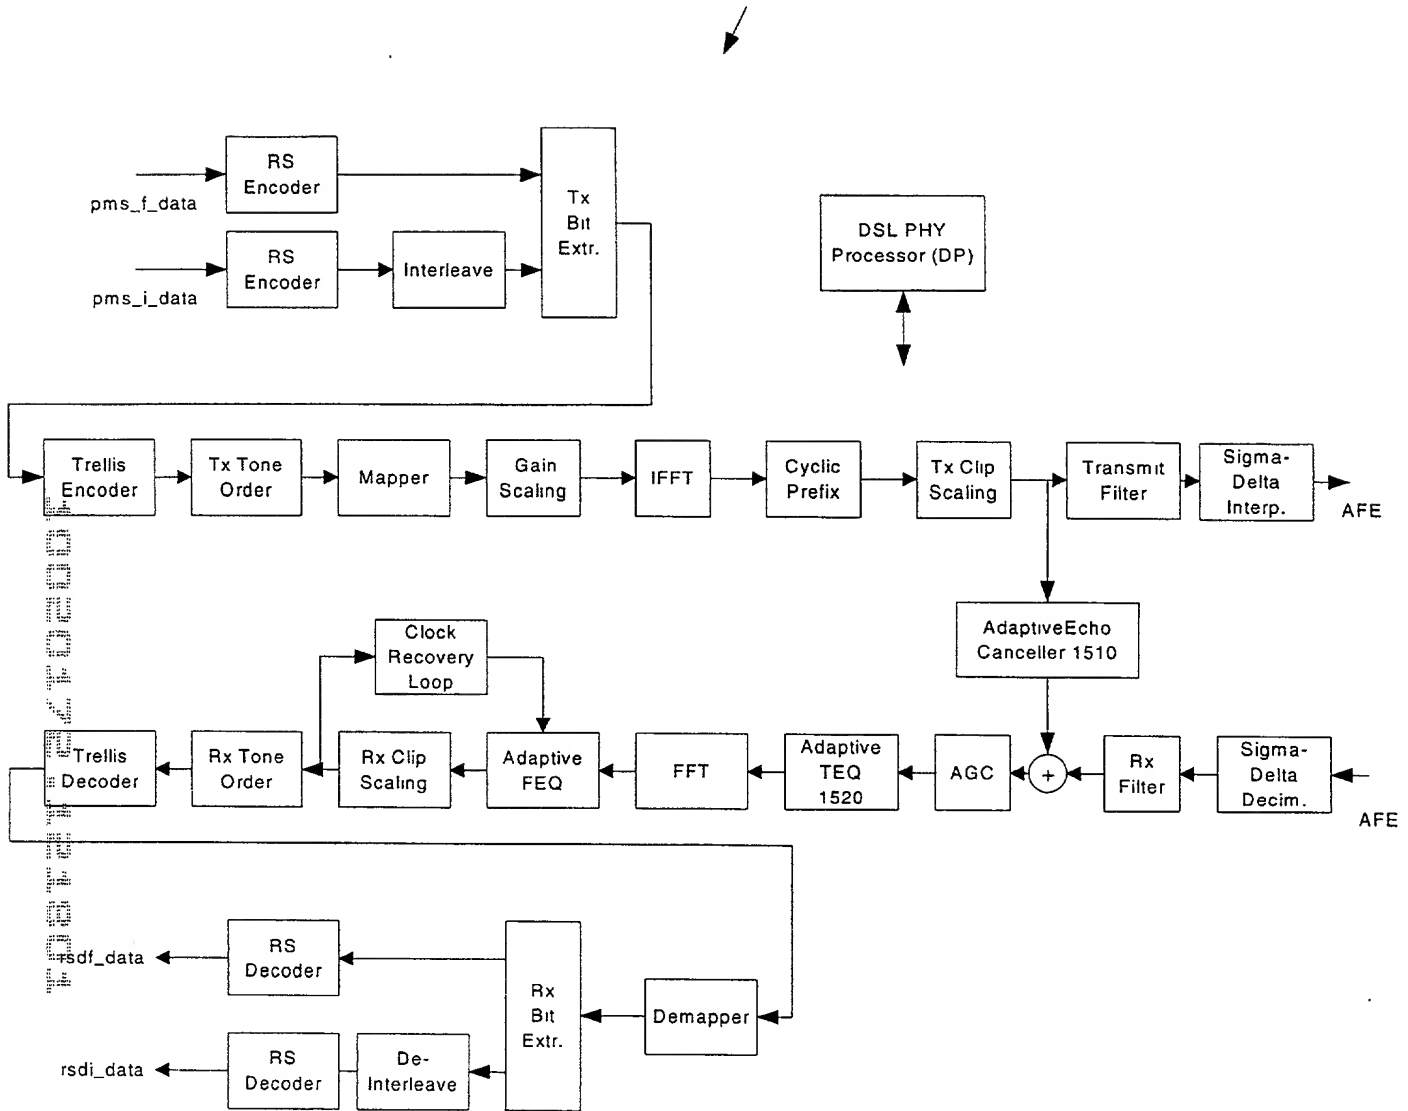 RS
Encoder
pms_f_data
RS
Encoder
pms_i_data
Interleave
Tx
Bit
Extr.
DSL PHY
Processor (DP)
Trellis
Encoder
Tx Tone
Order
Mapper
Gain
Scaling
IFFT
Cyclic
Prefix
Tx Clip
Scaling
Transmit
Filter
Sigma-
Delta
Interp.
AFE
AdaptiveEcho
Canceller 1510
Clock
Recovery
Loop
Trellis
Decoder
Rx Tone
Order
Rx Clip
Scaling
Adaptive
FEQ
FFT
Adaptive
TEQ
1520
AGC
+
Rx
Filter
Sigma-
Delta
Decim.
AFE
rsdf_data
RS
Decoder
Rx
Bit
Extr.
Demapper
rsdi_data
RS
Decoder
De-
Interleave